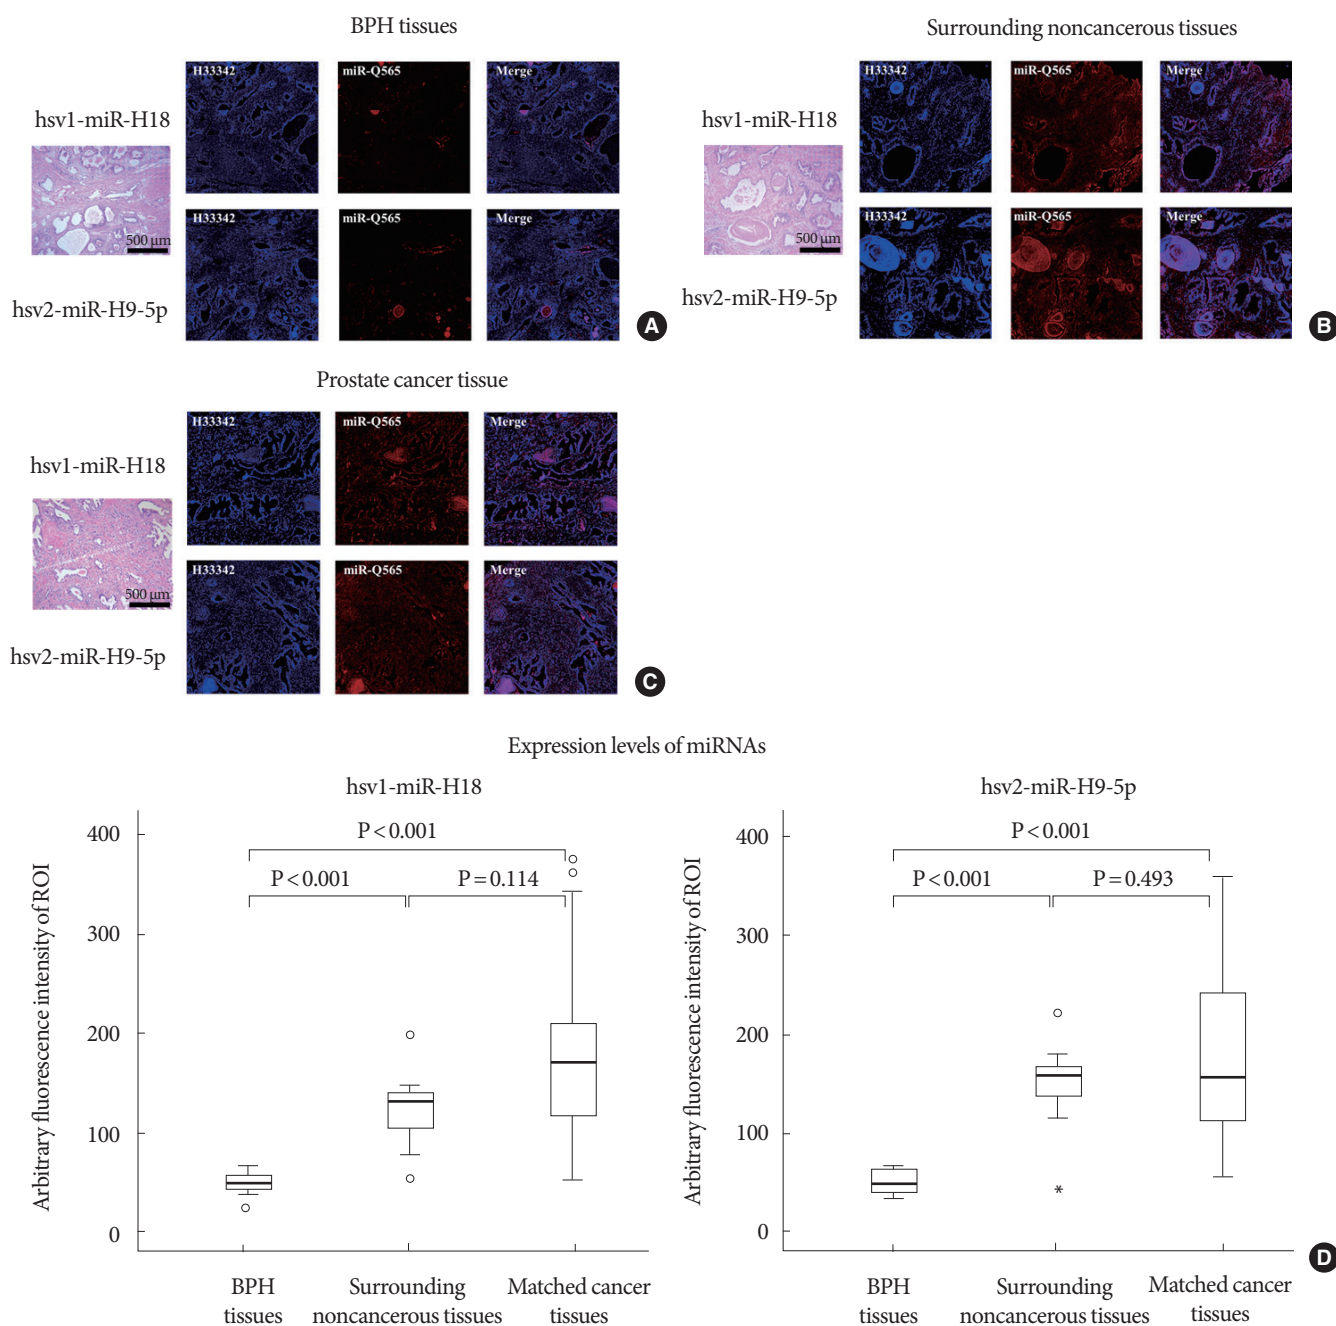 BPH tissues
hsv1-miR-H18
H33342
miR-Q565
Merge
500 μm
hsv2-miR-H9-5p
H33342
miR-Q565
Merge
A
Surrounding noncancerous tissues
hsv1-miR-H18
H33342
miR-Q565
Merge
500 μm
hsv2-miR-H9-5p
H33342
miR-Q565
Merge
B
Prostate cancer tissue
hsv1-miR-H18
H33342
miR-Q565
Merge
500 μm
hsv2-miR-H9-5p
H33342
miR-Q565
Merge
C
Expression levels of miRNAs
hsv1-miR-H18
Arbitrary fluorescence intensity of ROI
400
300
200
100
0
P < 0.001
P < 0.001
P = 0.114
BPH
tissues
Surrounding
noncancerous tissues
Matched cancer
tissues
hsv2-miR-H9-5p
Arbitrary fluorescence intensity of ROI
400
300
200
100
0
P < 0.001
P < 0.001
P = 0.493
*
BPH
tissues
Surrounding
noncancerous tissues
Matched cancer
tissues
D